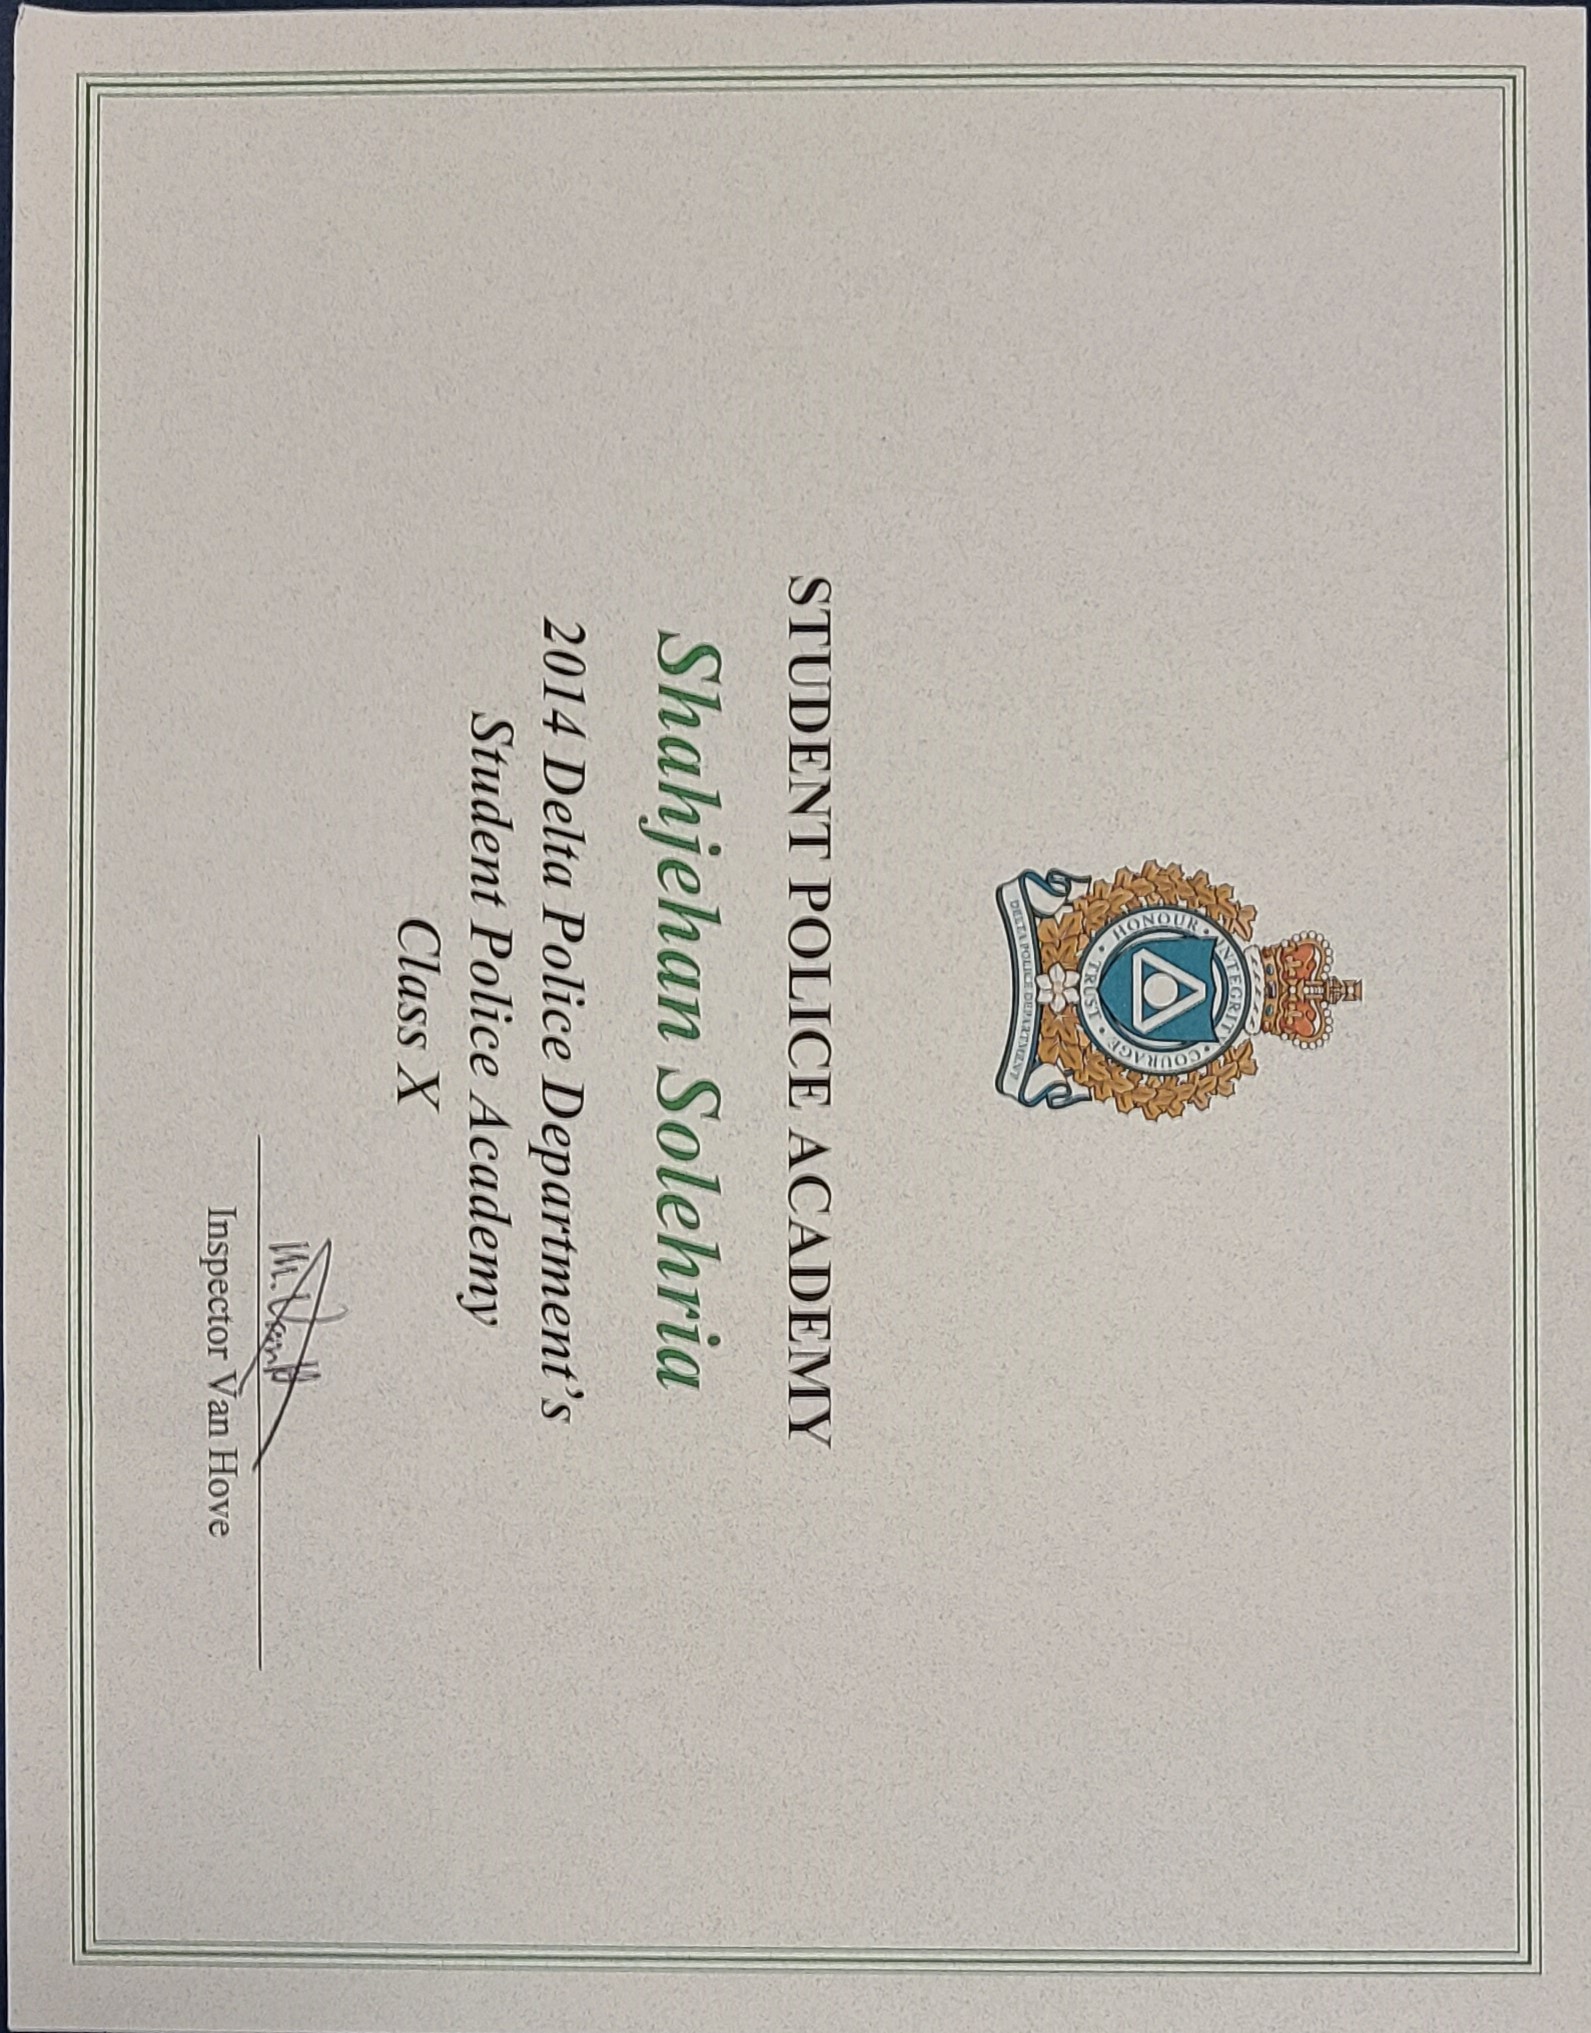 INTEGRITY
HONOUR • COURAGE
TRUST
DELTA POLICE DEPARTMENT
STUDENT POLICE ACADEMY
Shahjehan Solehria
2014 Delta Police Department's
Student Police Academy
Class X
Inspector Van Hove